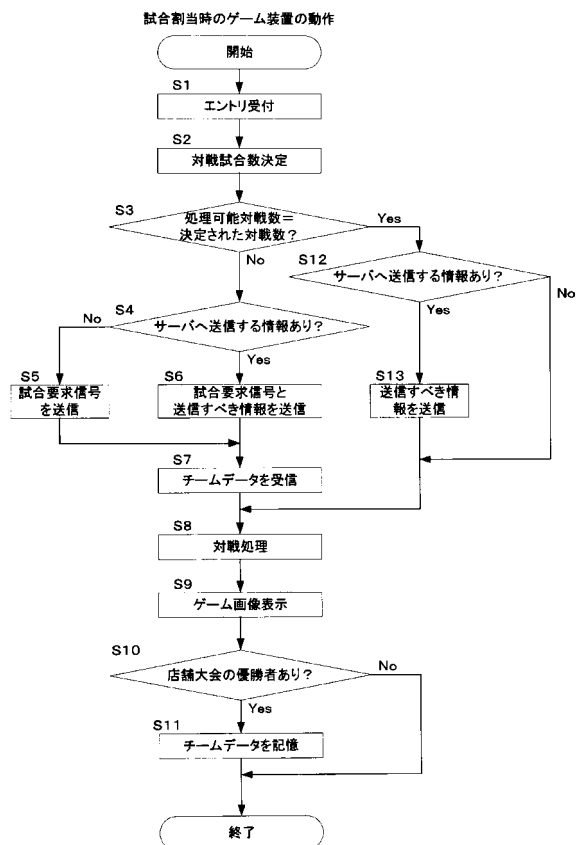 試合割当時のゲーム装置の動作
開始
S1
エントリ受付
S2
対戦試合数決定
S3
処理可能対戦数=
決定された対戦数?
Yes
No
S12
サーバへ送信する情報あり?
No
Yes
S4
サーバへ送信する情報あり?
No
Yes
S5
試合要求信号
を送信
S6
試合要求信号と
送信すべき情報を送信
S13
送信すべき情
報を送信
S7
チームデータを受信
S8
対戦処理
S9
ゲーム画像表示
S10
店舗大会の優勝者あり?
No
Yes
S11
チームデータを記憶
終了